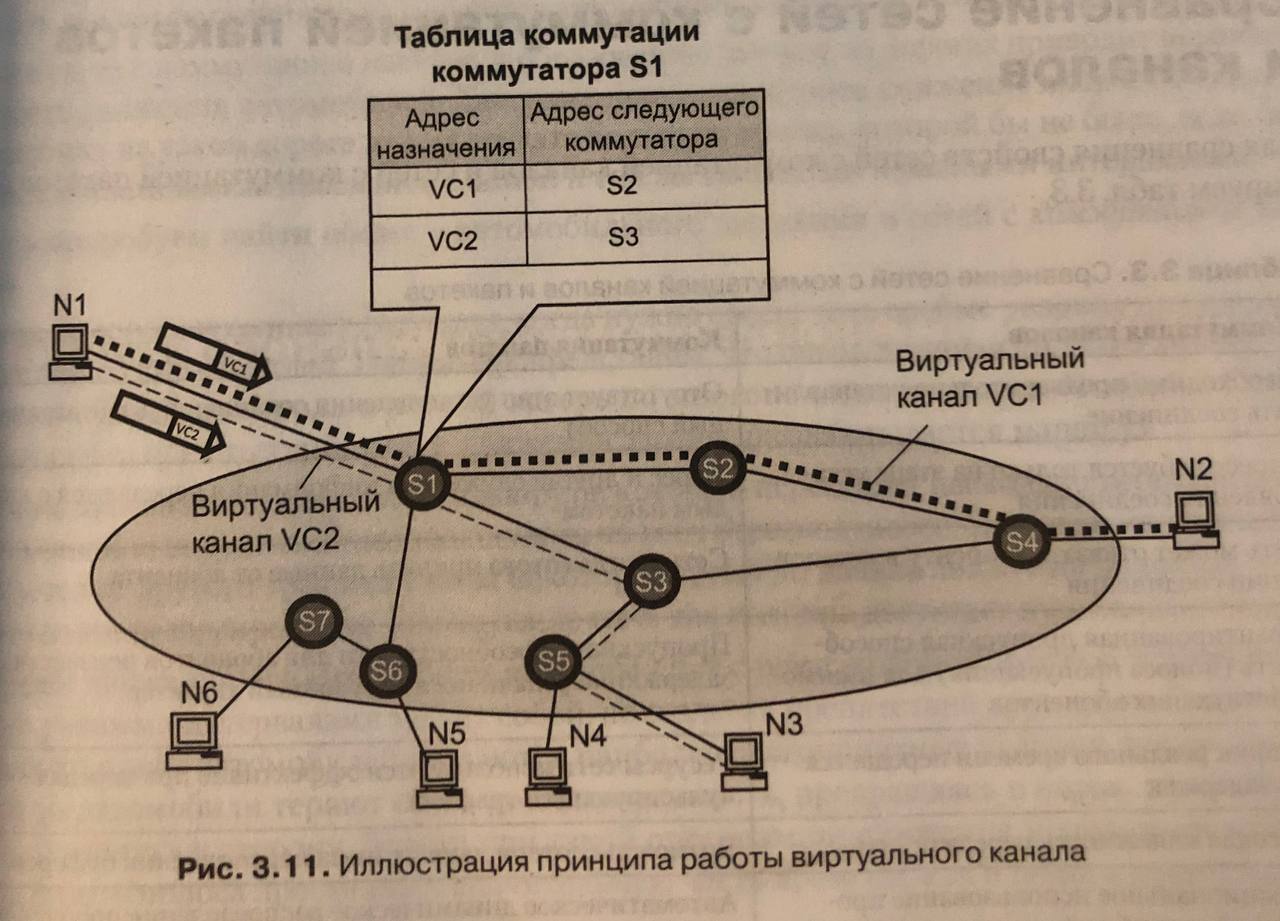 Таблица коммутации
коммутатора S1
Адрес
назначения
Адрес следующего
коммутатора
VC1
S2
VC2
S3
N1
VC1
VC2
Виртуальный
канал VC1
S1
S2
N2
Виртуальный
канал VC2
S4
S3
S7
S6
S5
N6
N5
N4
N3
Рис. 3.11. Иллюстрация принципа работы виртуального канала